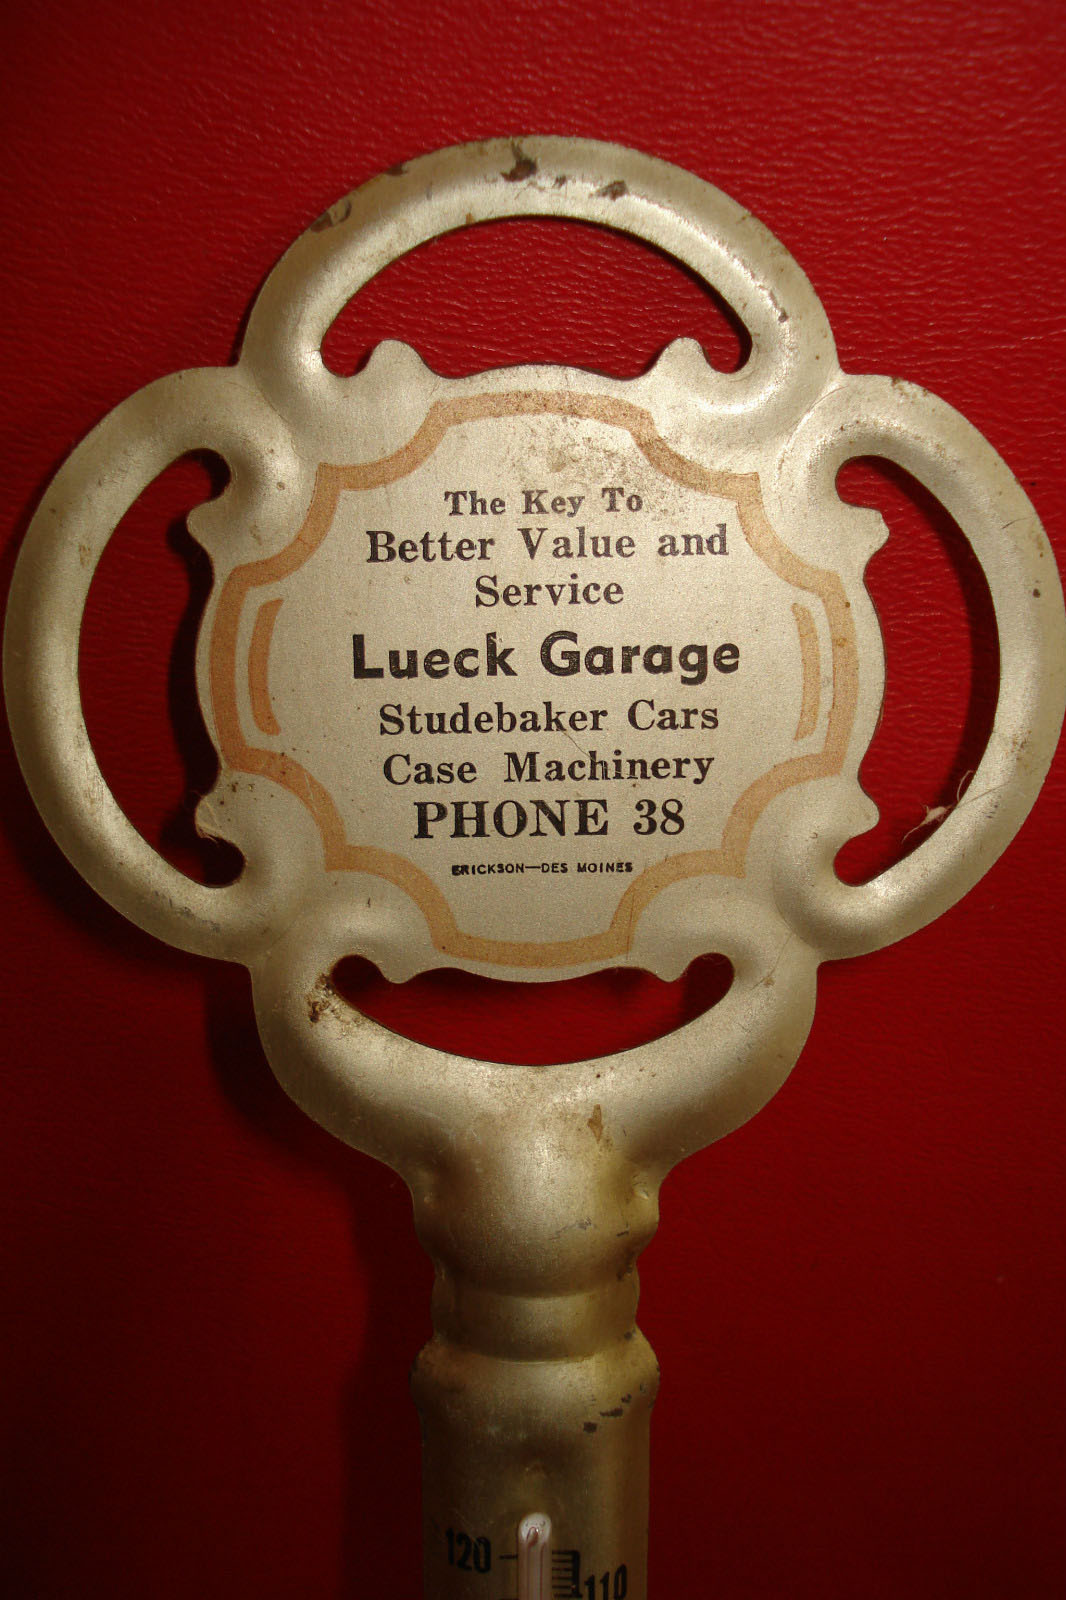 The Key To
Better Value and
Service
Lueck Garage
Studebaker Cars
Case Machinery
PHONE 38
ERICKSON—DES MOINES
120
110